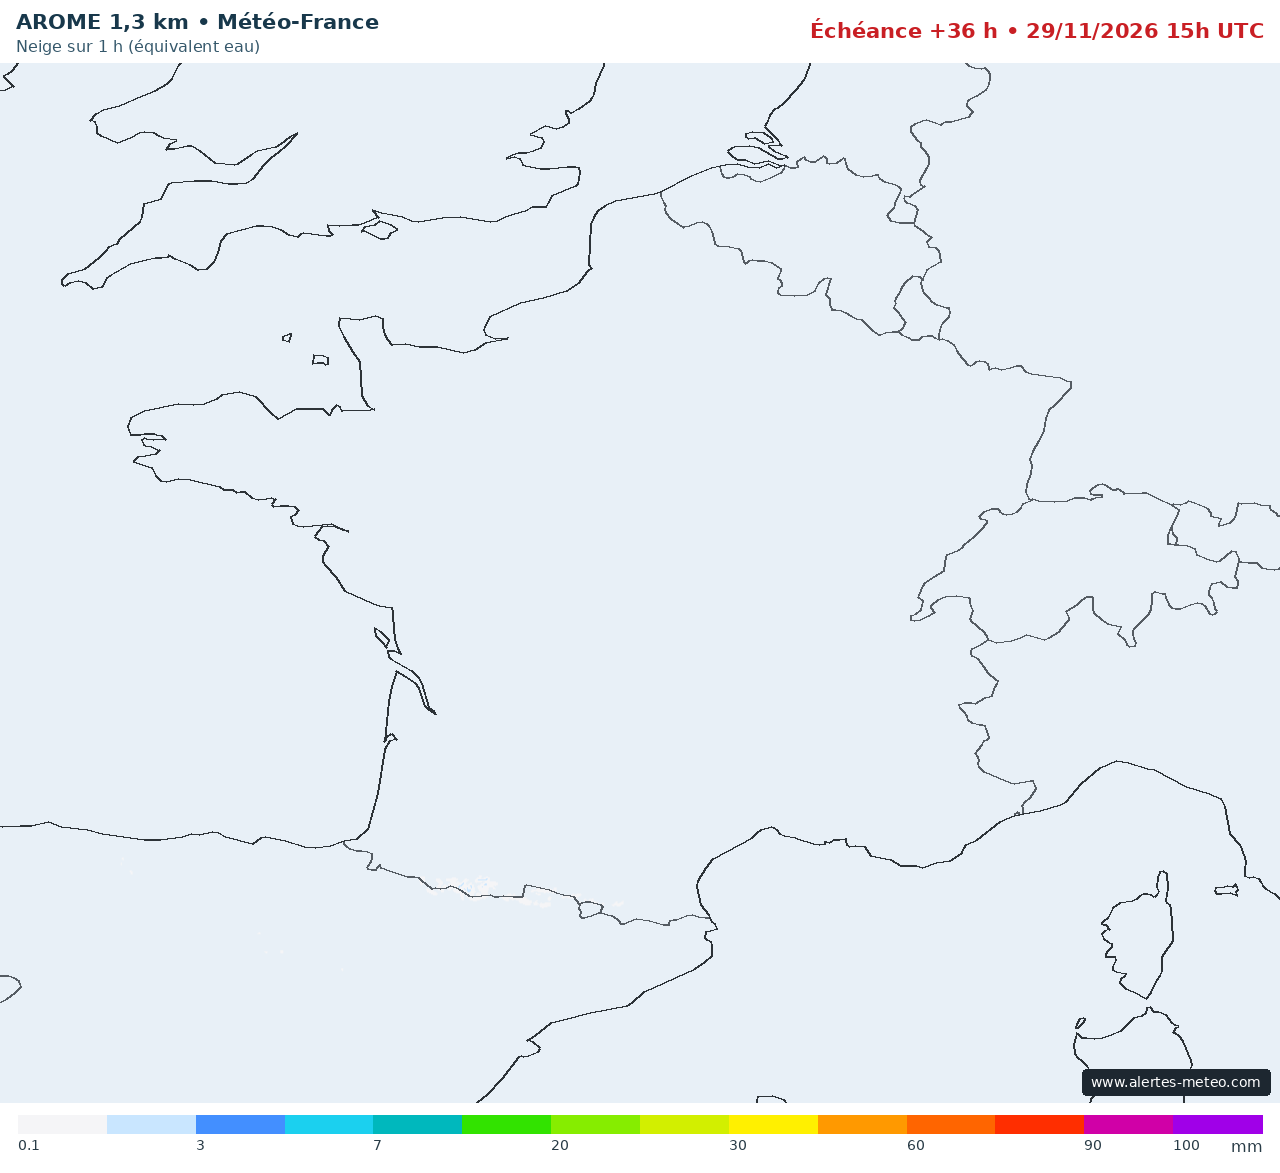 AROME 1,3 km • Météo-France
Neige sur 1 h (équivalent eau)
Échéance +36 h • 29/11/2026 15h UTC
www.alertes-meteo.com
0.1 3 7 20 30 60 90 100 mm